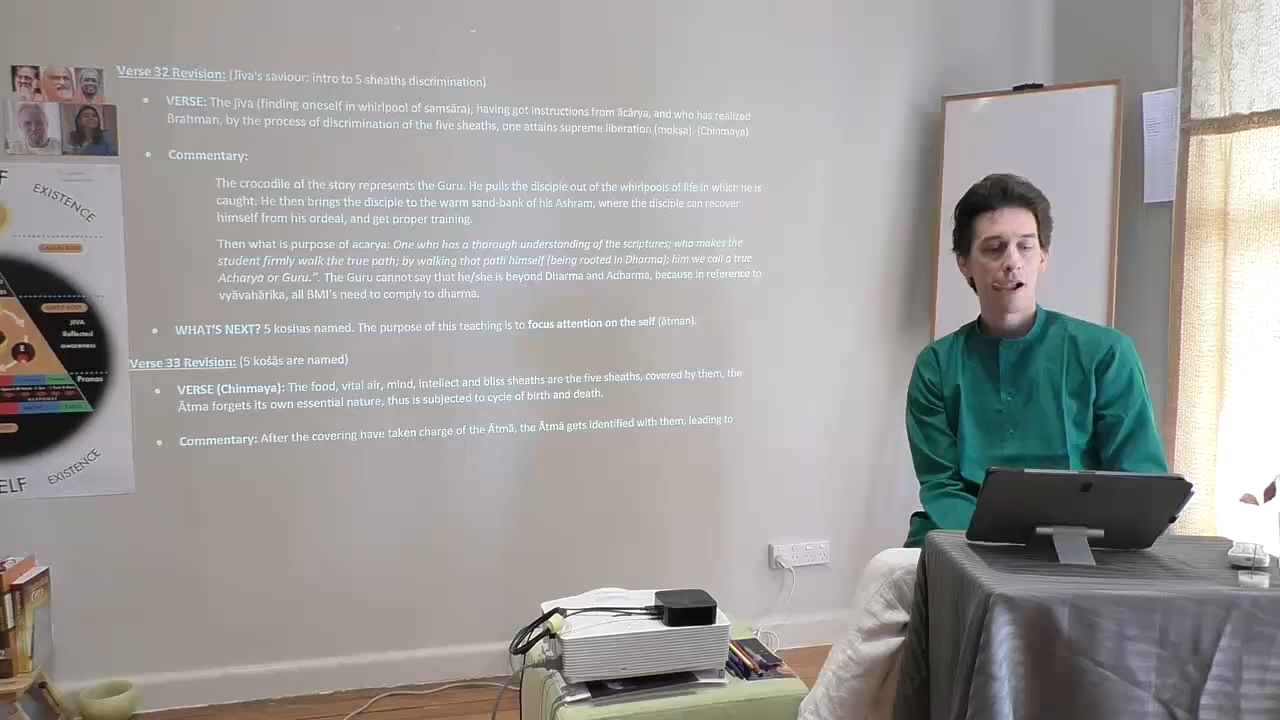 Verse 32 Revision: (Jīva's saviour: intro to 5 sheaths discrimination)
VERSE: The jīva (finding oneself in whirlpool of saṃsāra), having got instructions from ācārya, and who has realized
Brahman, by the process of discrimination of the five sheaths, one attains supreme liberation (mokṣa). (Chinmaya)
Commentary:
The crocodile of the story represents the Guru. He pulls the disciple out of the whirlpools of life in which he is
caught. He then brings the disciple to the warm sand-bank of his Ashram, where the disciple can recover
himself from his ordeal, and get proper training.
Then what is purpose of acarya: One who has a thorough understanding of the scriptures; who makes the
student firmly walk the true path; by walking that path himself (being rooted in Dharma); him we call a true
Acharya or Guru.". The Guru cannot say that he/she is beyond Dharma and Adharma, because in reference to
vyāvahārika, all BMI's need to comply to dharma.
WHAT'S NEXT? 5 koshas named. The purpose of this teaching is to focus attention on the self (ātman).
Verse 33 Revision: (5 kośās are named)
VERSE (Chinmaya): The food, vital air, mind, intellect and bliss sheaths are the five sheaths, covered by them, the
Ātma forgets its own essential nature, thus is subjected to cycle of birth and death.
Commentary: After the covering have taken charge of the Ātmā, the Ātmā gets identified with them, leading to
EXISTENCE
CAUSAL BODY
JIVA
Reflected
awareness
Pranas
EXISTENCE